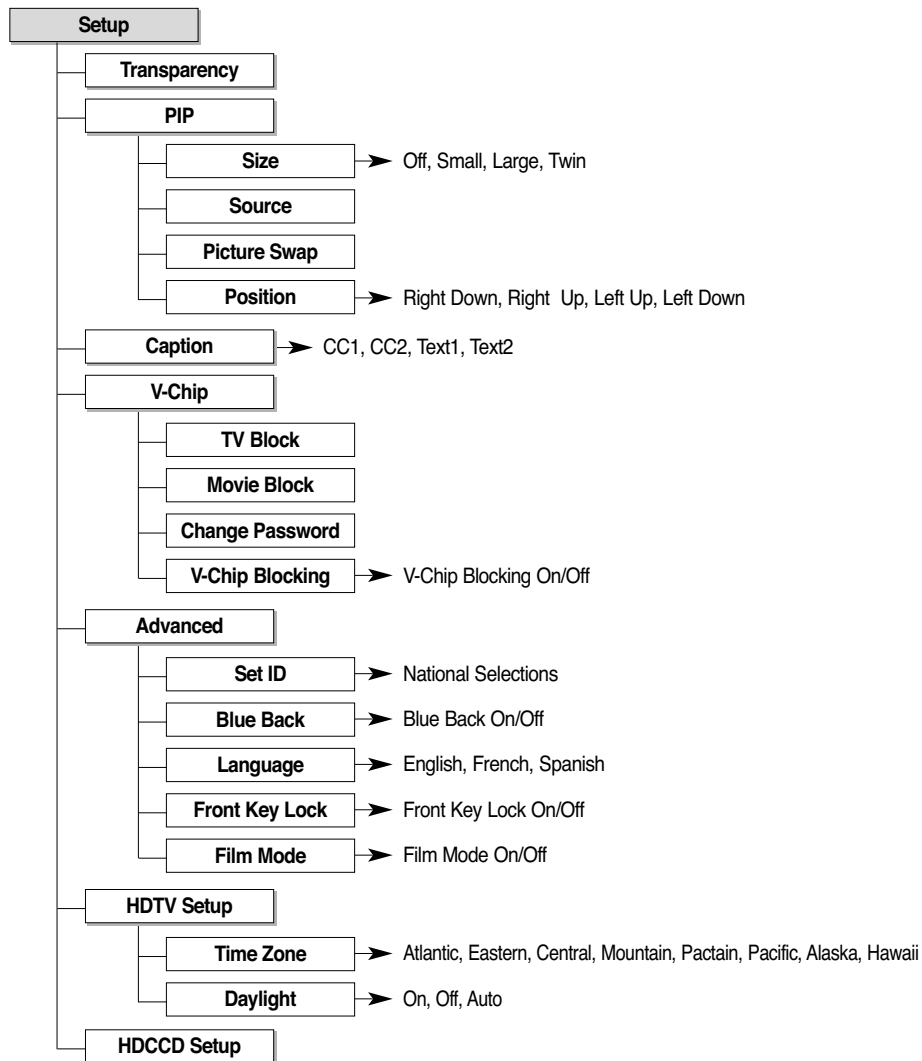 Setup
Transparency
PIP
Size Off, Small, Large, Twin
Source
Picture Swap
Position Right Down, Right Up, Left Up, Left Down
Caption CC1, CC2, Text1, Text2
V-Chip
TV Block
Movie Block
Change Password
V-Chip Blocking V-Chip Blocking On/Off
Advanced
Set ID National Selections
Blue Back Blue Back On/Off
Language English, French, Spanish
Front Key Lock Front Key Lock On/Off
Film Mode Film Mode On/Off
HDTV Setup
Time Zone Atlantic, Eastern, Central, Mountain, Pactain, Pacific, Alaska, Hawaii
Daylight On, Off, Auto
HDCCD Setup